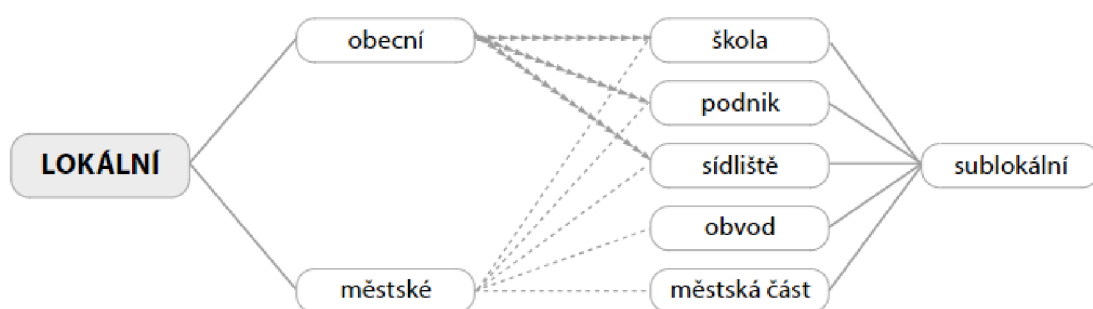 LOKÁLNÍ
obecní
městské
škola
podnik
sídliště
obvod
městská část
sublokální